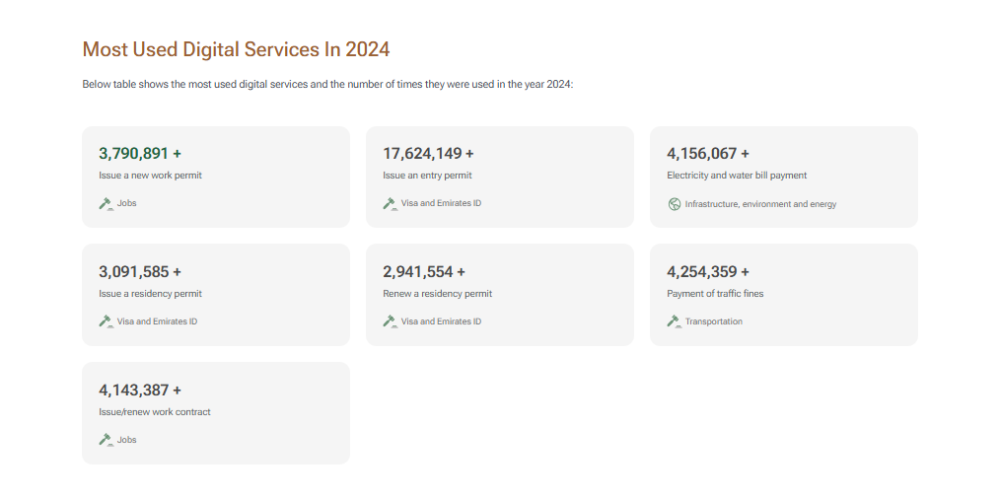 Most Used Digital Services In 2024
Below table shows the most used digital services and the number of times they were used in the year 2024:
3,790,891 +
Issue a new work permit
Jobs
17,624,149 +
Issue an entry permit
Visa and Emirates ID
4,156,067 +
Electricity and water bill payment
Infrastructure, environment and energy
3,091,585 +
Issue a residency permit
Visa and Emirates ID
2,941,554 +
Renew a residency permit
Visa and Emirates ID
4,254,359 +
Payment of traffic fines
Transportation
4,143,387 +
Issue/renew work contract
Jobs